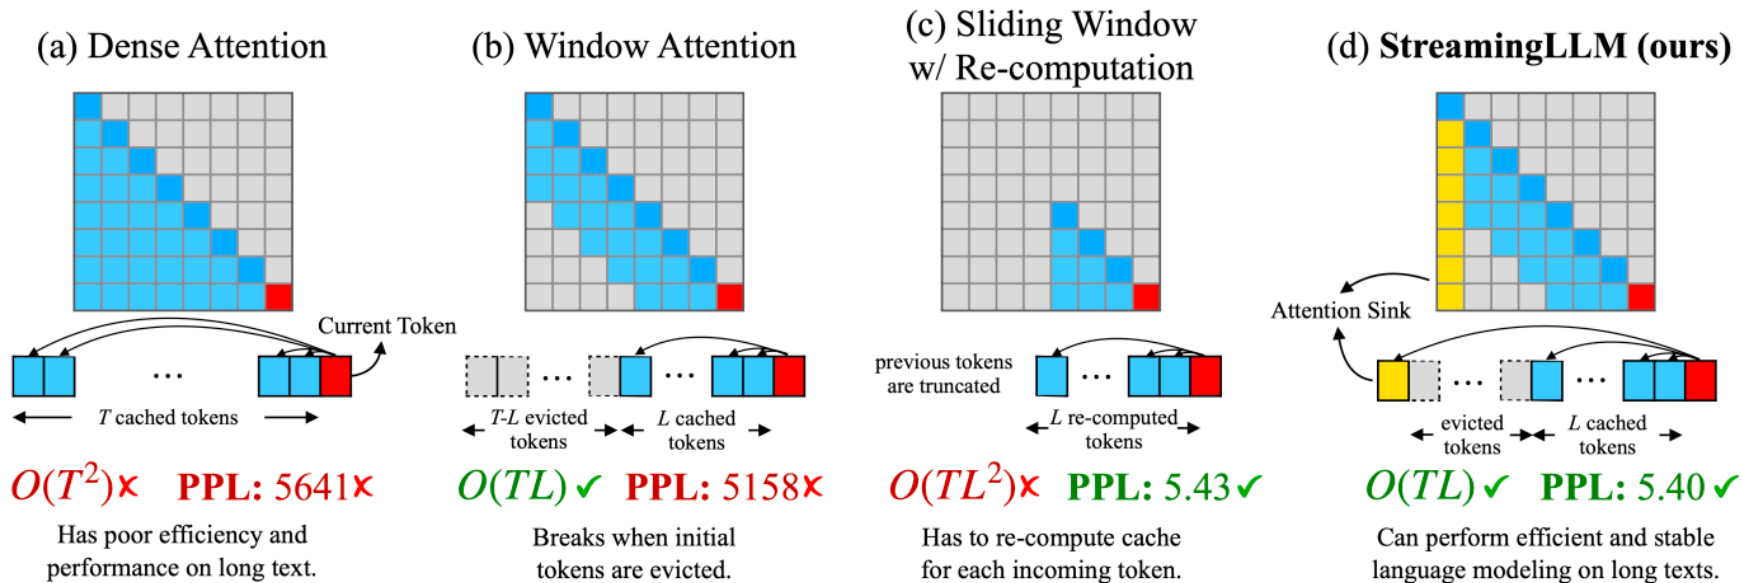 (a) Dense Attention
Current Token
...
T cached tokens
O(T²)✗ PPL: 5641✗
Has poor efficiency and
performance on long text.
(b) Window Attention
... ...
T-L evicted
tokens
L cached
tokens
O(TL) ✓ PPL: 5158✗
Breaks when initial
tokens are evicted.
(c) Sliding Window
w/ Re-computation
previous tokens
are truncated
...
L re-computed
tokens
O(TL²)✗ PPL: 5.43 ✓
Has to re-compute cache
for each incoming token.
(d) StreamingLLM (ours)
Attention Sink
... ...
evicted
tokens
L cached
tokens
O(TL) ✓ PPL: 5.40 ✓
Can perform efficient and stable
language modeling on long texts.